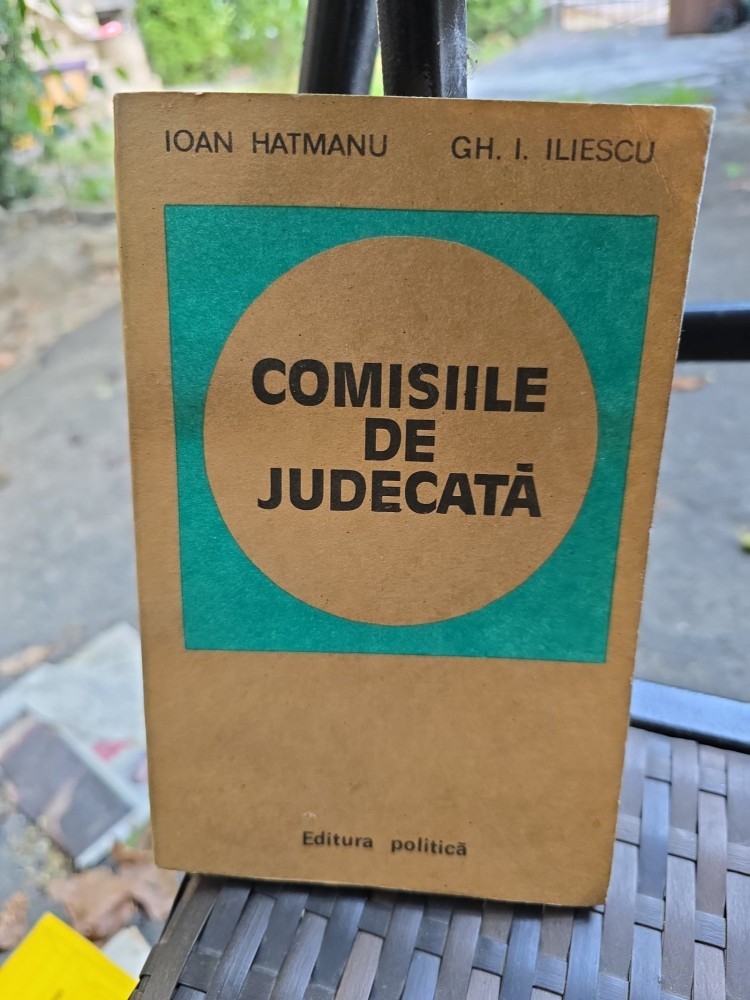 IOAN HATMANU GH. I. ILIESCU
COMISIILE
DE
JUDECATĂ
Editura politică